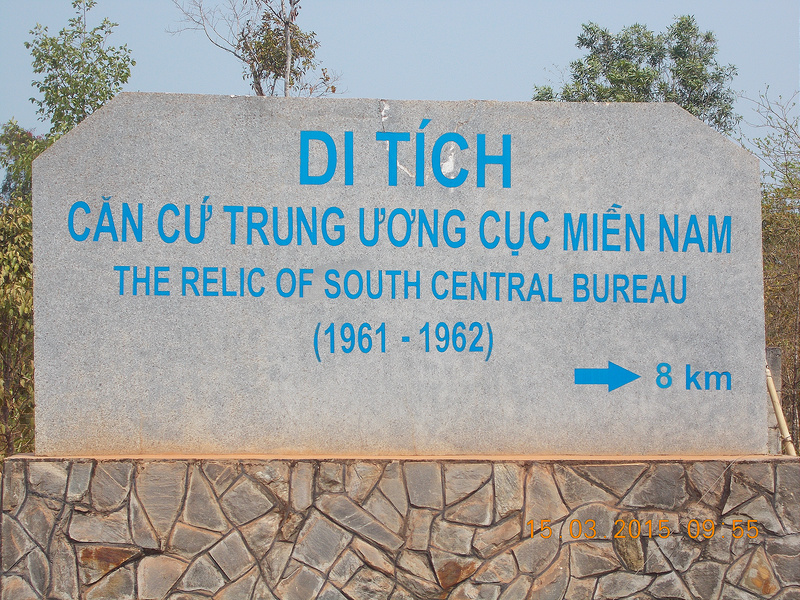 DI TÍCH
CĂN CỨ TRUNG ƯƠNG CỤC MIỀN NAM
THE RELIC OF SOUTH CENTRAL BUREAU
(1961 - 1962)
8 km
15 03 2015 09 55